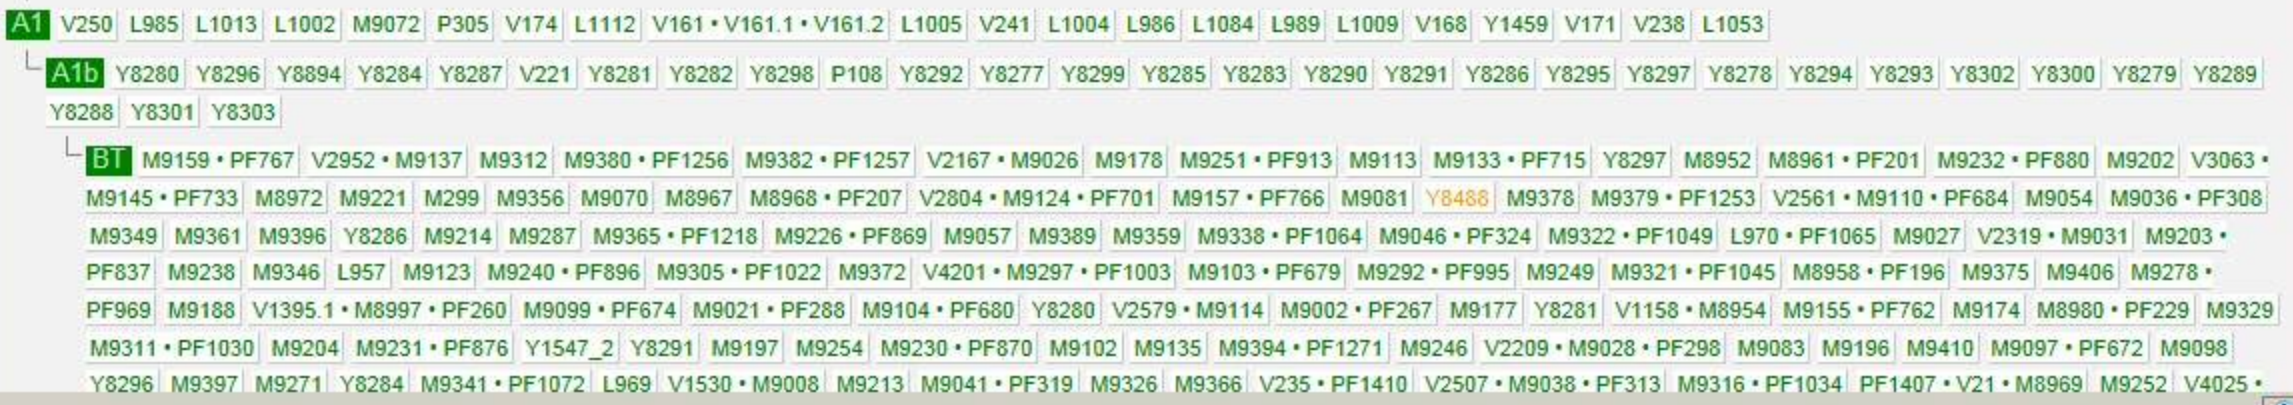 A1 V250 L985 L1013 L1002 M9072 P305 V174 L1112 V161 • V161.1 • V161.2 L1005 V241 L1004 L986 L1084 L989 L1009 V168 Y1459 V171 V238 L1053
A1b Y8280 Y8296 Y8894 Y8284 Y8287 V221 Y8281 Y8282 Y8298 P108 Y8292 Y8277 Y8299 Y8285 Y8283 Y8290 Y8291 Y8286 Y8295 Y8297 Y8278 Y8294 Y8293 Y8302 Y8300 Y8279 Y8289
Y8288 Y8301 Y8303
BT M9159 • PF767 V2952 • M9137 M9312 M9380 • PF1256 M9382 • PF1257 V2167 • M9026 M9178 M9251 • PF913 M9113 M9133 • PF715 Y8297 M8952 M8961 • PF201 M9232 • PF880 M9202 V3063 •
M9145 • PF733 M8972 M9221 M299 M9356 M9070 M8967 M8968 • PF207 V2804 • M9124 • PF701 M9157 • PF766 M9081 Y8488 M9378 M9379 • PF1253 V2561 • M9110 • PF684 M9054 M9036 • PF308
M9349 M9361 M9396 Y8286 M9214 M9287 M9365 • PF1218 M9226 • PF869 M9057 M9389 M9359 M9338 • PF1064 M9046 • PF324 M9322 • PF1049 L970 • PF1065 M9027 V2319 • M9031 M9203 •
PF837 M9238 M9346 L957 M9123 M9240 • PF896 M9305 • PF1022 M9372 V4201 • M9297 • PF1003 M9103 • PF679 M9292 • PF995 M9249 M9321 • PF1045 M8958 • PF196 M9375 M9406 M9278 •
PF969 M9188 V1395.1 • M8997 • PF260 M9099 • PF674 M9021 • PF288 M9104 • PF680 Y8280 V2579 • M9114 M9002 • PF267 M9177 Y8281 V1158 • M8954 M9155 • PF762 M9174 M8980 • PF229 M9329
M9311 • PF1030 M9204 M9231 • PF876 Y1547_2 Y8291 M9197 M9254 M9230 • PF870 M9102 M9135 M9394 • PF1271 M9246 V2209 • M9028 • PF298 M9083 M9196 M9410 M9097 • PF672 M9098
Y8296 M9397 M9271 Y8284 M9341 • PF1072 L969 V1530 • M9008 M9213 M9041 • PF319 M9326 M9366 V235 • PF1410 V2507 • M9038 • PF313 M9316 • PF1034 PF1407 • V21 • M8969 M9252 V4025 •